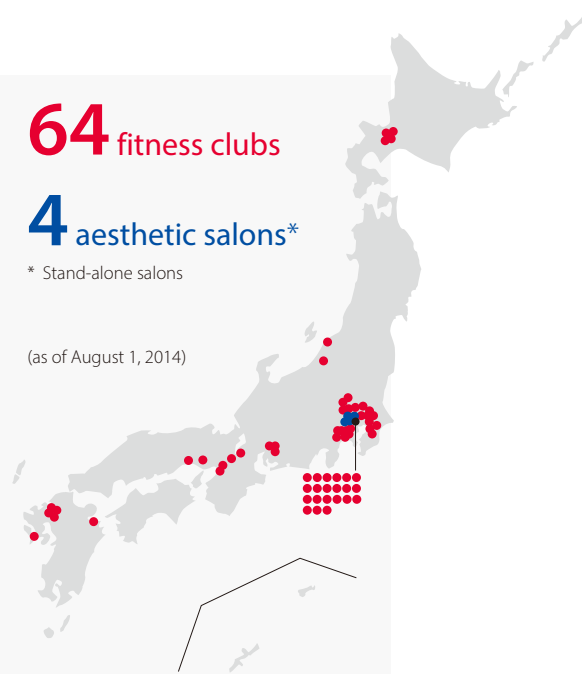 64 fitness clubs
4 aesthetic salons*
* Stand-alone salons
(as of August 1, 2014)